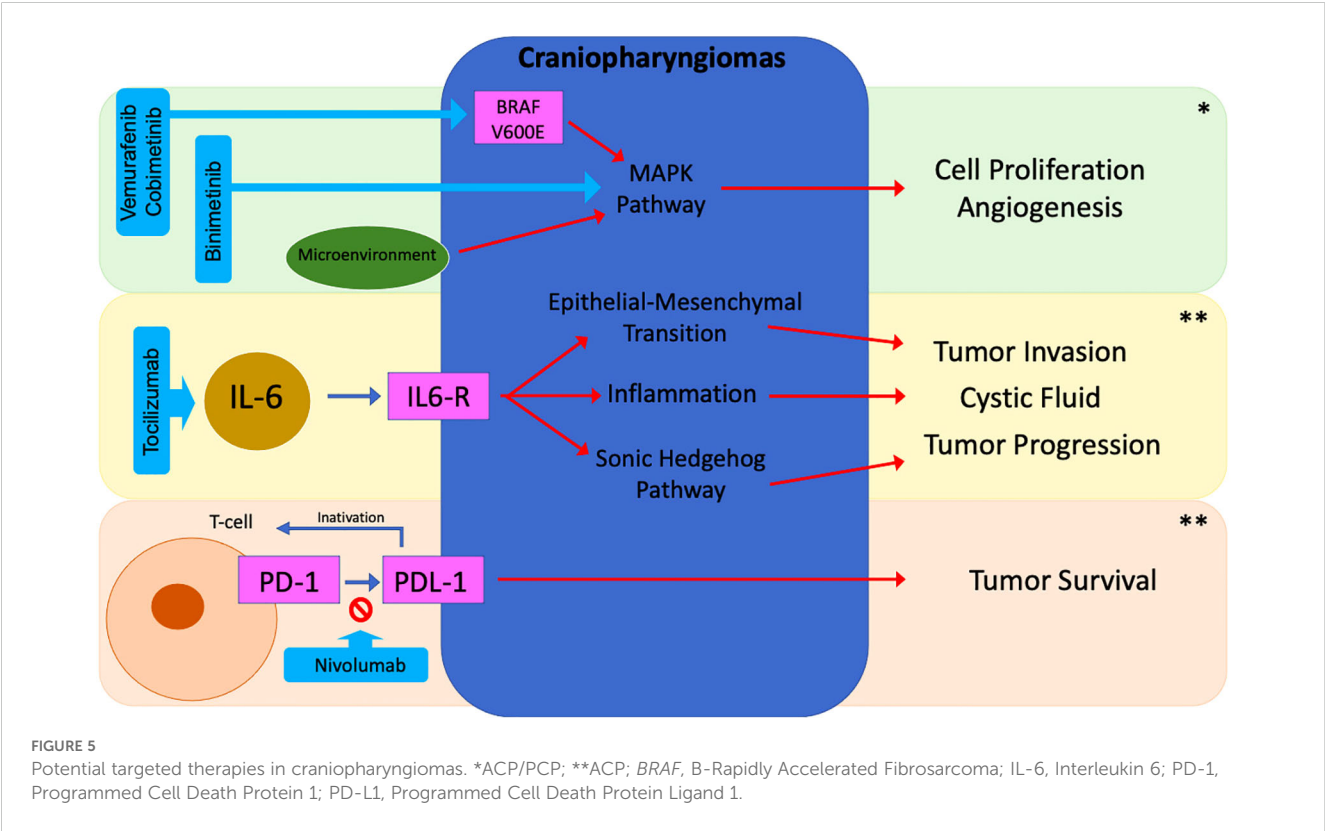 Craniopharyngiomas
*
Vemurafenib
Cobimetinib
BRAF
V600E
Binimetinib
MAPK
Pathway
Cell Proliferation
Angiogenesis
Microenvironment
**
Epithelial-Mesenchymal
Transition
Tocilizumab
IL-6
IL6-R
Inflammation
Sonic Hedgehog
Pathway
Tumor Invasion
Cystic Fluid
Tumor Progression
**
T-cell
Inativation
PD-1
PDL-1
Tumor Survival
Nivolumab
FIGURE 5
Potential targeted therapies in craniopharyngiomas. *ACP/PCP; **ACP; BRAF, B-Rapidly Accelerated Fibrosarcoma; IL-6, Interleukin 6; PD-1,
Programmed Cell Death Protein 1; PD-L1, Programmed Cell Death Protein Ligand 1.